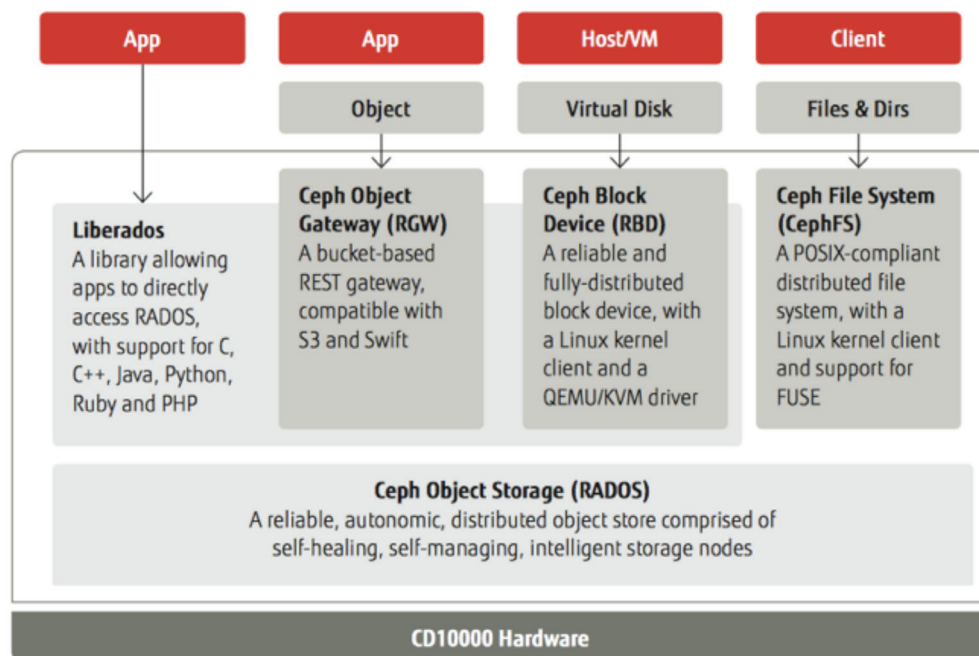 App
App
Host/VM
Client
Object
Virtual Disk
Files & Dirs
Liberados
A library allowing
apps to directly
access RADOS,
with support for C,
C++, Java, Python,
Ruby and PHP
Ceph Object
Gateway (RGW)
A bucket-based
REST gateway,
compatible with
S3 and Swift
Ceph Block
Device (RBD)
A reliable and
fully-distributed
block device, with
a Linux kernel
client and a
QEMU/KVM driver
Ceph File System
(CephFS)
A POSIX-compliant
distributed file
system, with a
Linux kernel client
and support for
FUSE
Ceph Object Storage (RADOS)
A reliable, autonomic, distributed object store comprised of
self-healing, self-managing, intelligent storage nodes
CD10000 Hardware